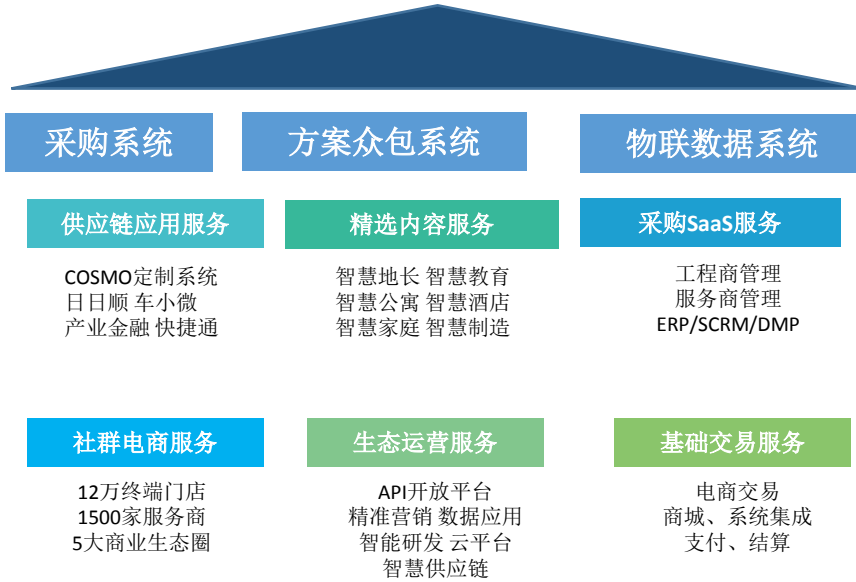 采购系统
方案众包系统
物联数据系统
供应链应用服务
精选内容服务
采购SaaS服务
COSMO定制系统
日日顺 车小微
产业金融 快捷通
智慧地长 智慧教育
智慧公寓 智慧酒店
智慧家庭 智慧制造
工程商管理
服务商管理
ERP/SCRM/DMP
社群电商服务
生态运营服务
基础交易服务
12万终端门店
1500家服务商
5大商业生态圈
API开放平台
精准营销 数据应用
智能研发 云平台
智慧供应链
电商交易
商城、系统集成
支付、结算